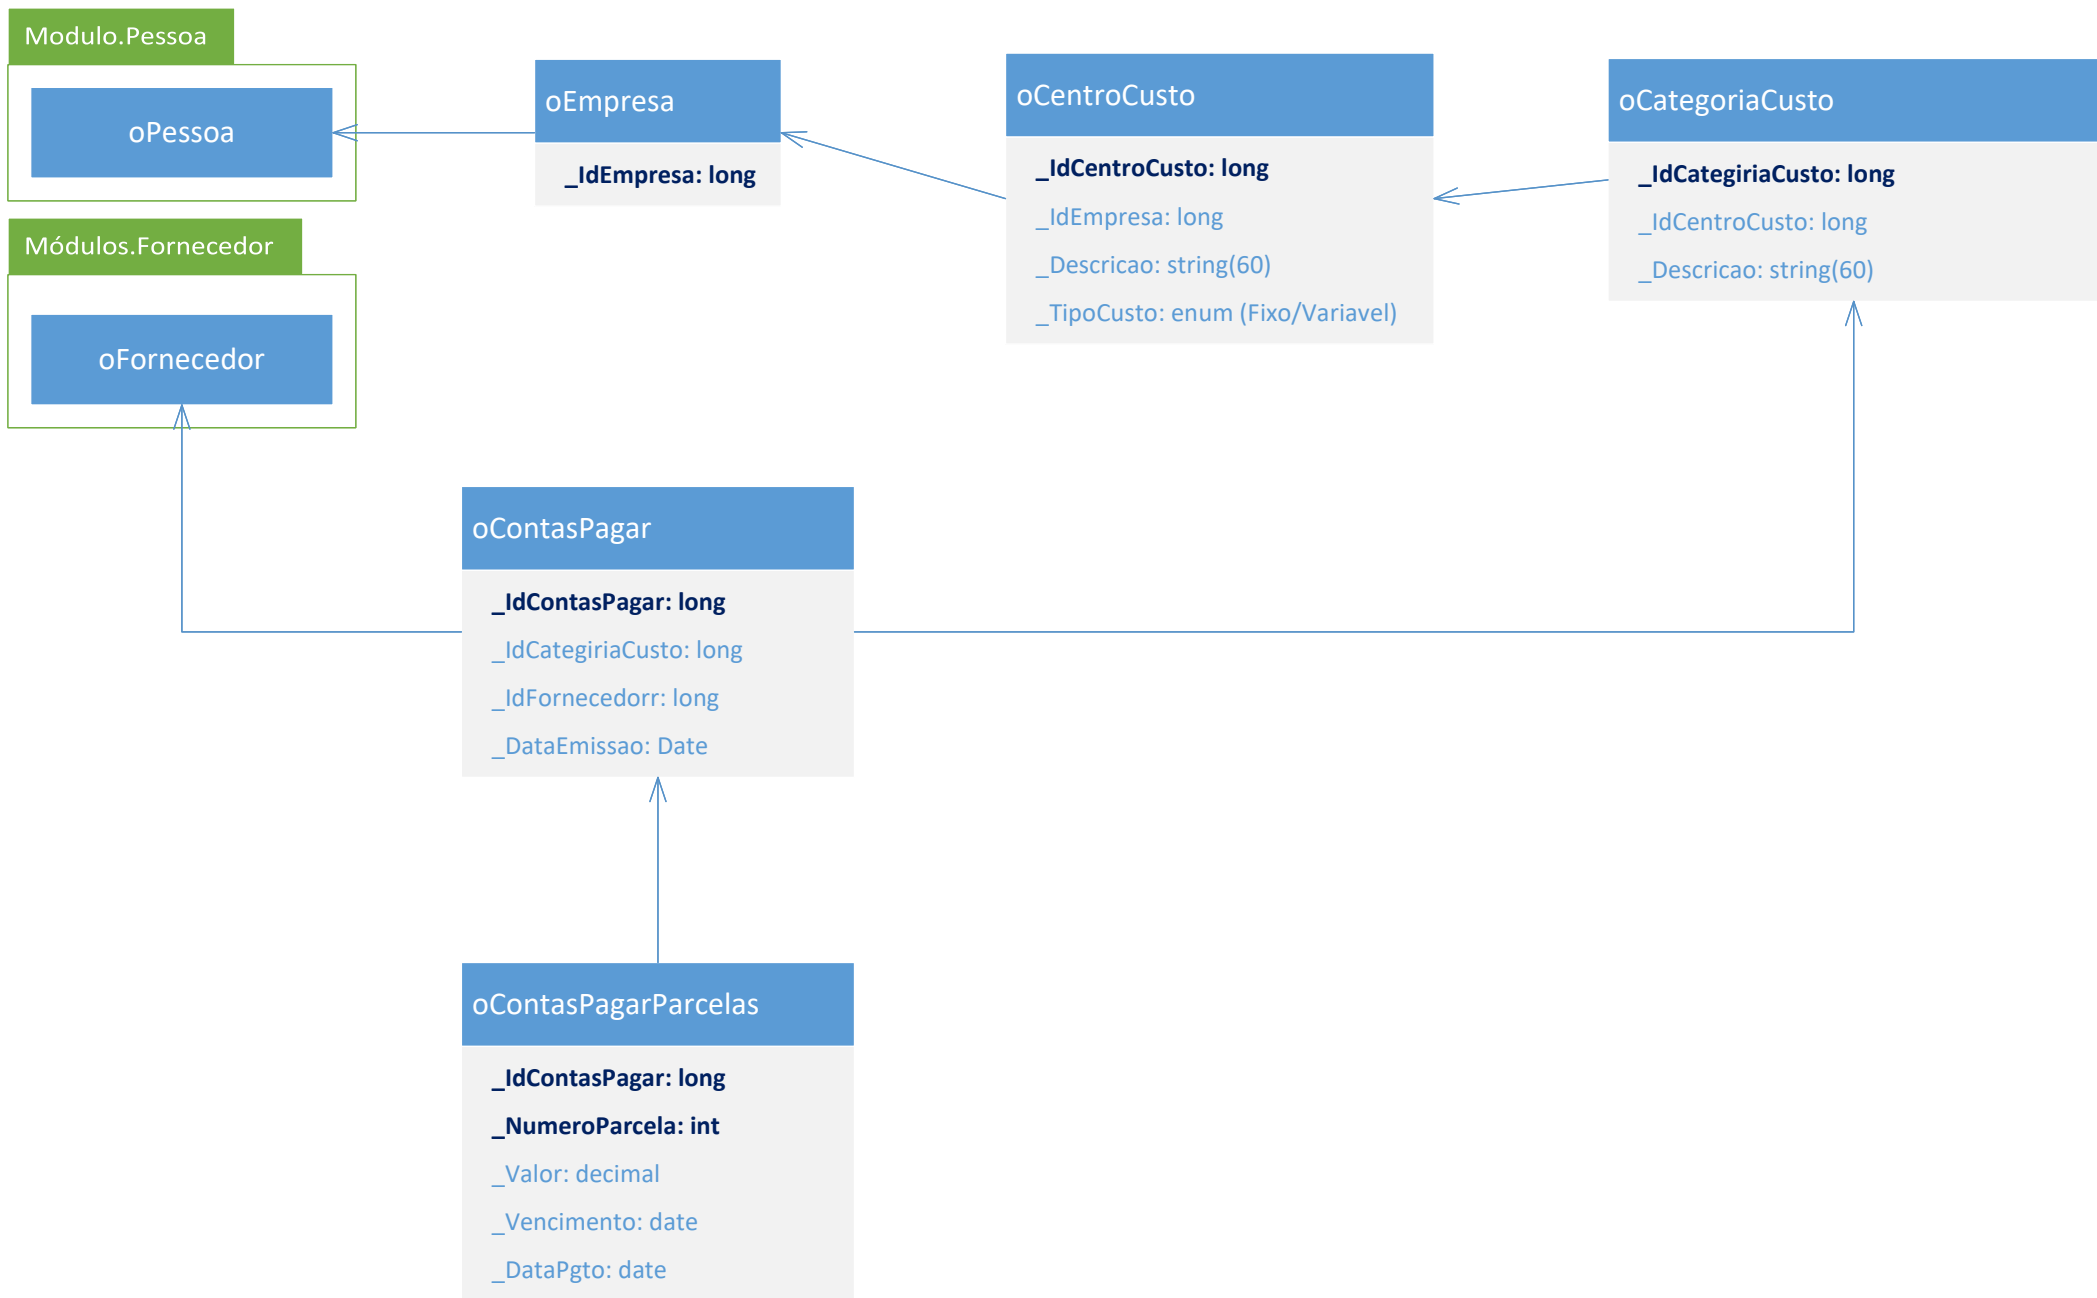 Modulo.Pessoa
oPessoa
Módulos.Fornecedor
oFornecedor
oEmpresa
_IdEmpresa: long
oCentroCusto
_IdCentroCusto: long
_IdEmpresa: long
_Descricao: string(60)
_TipoCusto: enum (Fixo/Variavel)
oCategoriaCusto
_IdCategiriaCusto: long
_IdCentroCusto: long
_Descricao: string(60)
oContasPagar
_IdContasPagar: long
_IdCategiriaCusto: long
_IdFornecedorr: long
_DataEmissao: Date
oContasPagarParcelas
_IdContasPagar: long
_NumeroParcela: int
_Valor: decimal
_Vencimento: date
_DataPgto: date